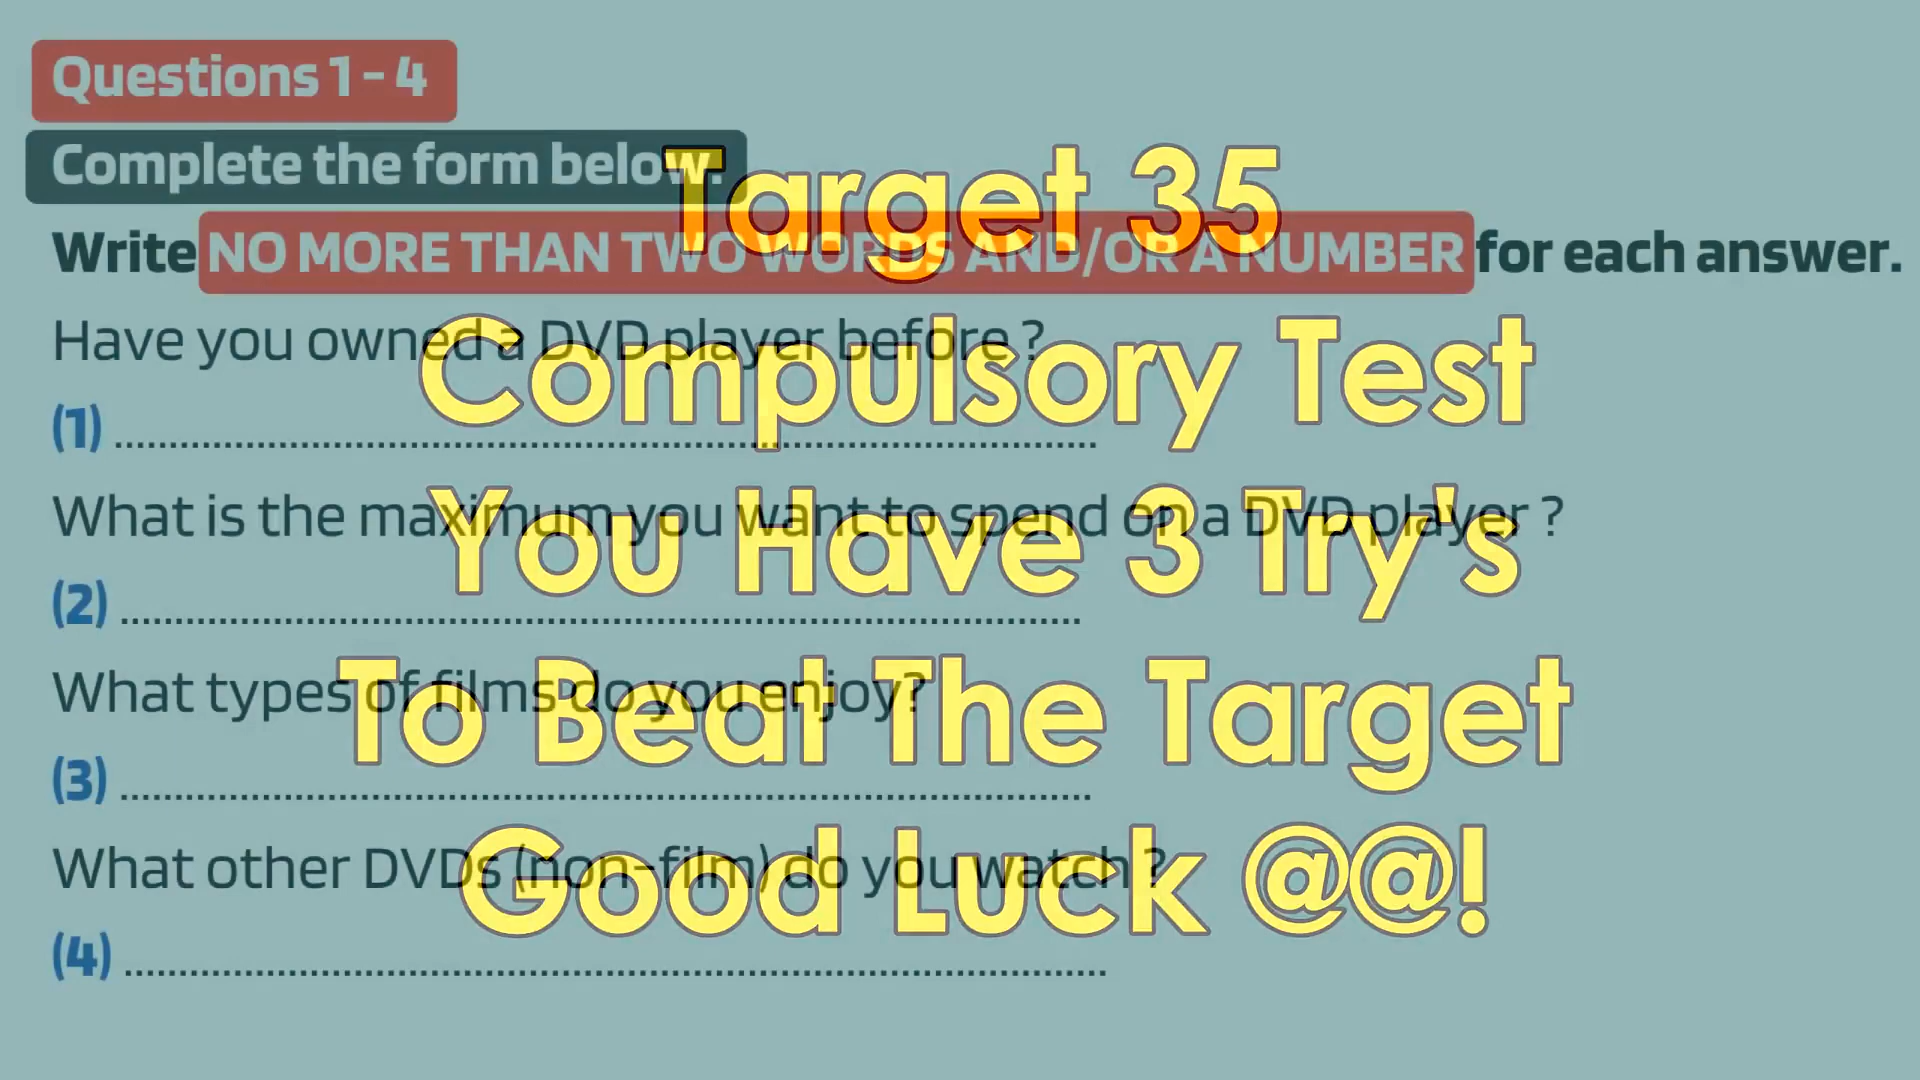 Questions 1 - 4
Complete the form below.
Write NO MORE THAN TWO WORDS AND/OR A NUMBER for each answer.
Have you owned a DVD player before ?
(1) ........................................................................
What is the maximum you want to spend on a DVD player ?
(2) ........................................................................
What types of films do you enjoy?
(3) ........................................................................
What other DVDs (non-film) do you watch ?
(4) ........................................................................
Target 35
Compulsory Test
You Have 3 Try's
To Beat The Target
Good Luck @@!